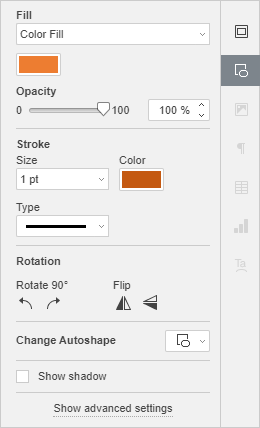 Fill
Color Fill
Opacity
0 100 100 %
Stroke
Size Color
1 pt
Type
Rotation
Rotate 90° Flip
Change Autoshape
Show shadow
Show advanced settings
Ta